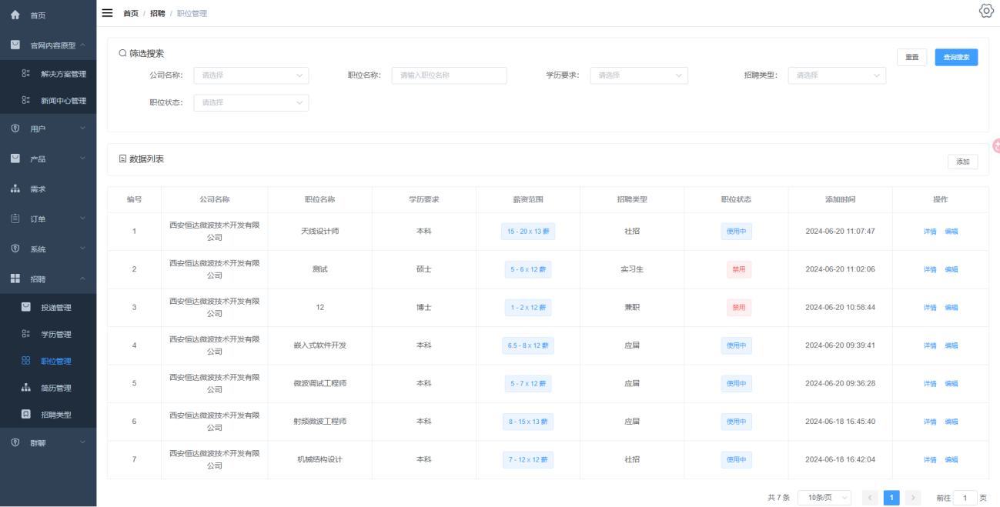 首页
官网内容原型
解决方案管理
新闻中心管理
用户
产品
需求
订单
系统
招聘
投递管理
学历管理
职位管理
简历管理
招聘类型
群聊
首页 / 招聘 / 职位管理
筛选搜索
重置 查询搜索
公司名称： 请选择 职位名称： 请输入职位名称 学历要求： 请选择 招聘类型： 请选择
职位状态： 请选择
数据列表
添加
编号 公司名称 职位名称 学历要求 薪资范围 招聘类型 职位状态 添加时间 操作
1 西安恒达微波技术开发有限公司 天线设计师 本科 15 - 20 x 13 薪 社招 使用中 2024-06-20 11:07:47 详情 编辑
2 西安恒达微波技术开发有限公司 测试 硕士 5 - 6 x 12 薪 实习生 禁用 2024-06-20 11:02:06 详情 编辑
3 西安恒达微波技术开发有限公司 12 博士 1 - 2 x 12 薪 兼职 禁用 2024-06-20 10:58:44 详情 编辑
4 西安恒达微波技术开发有限公司 嵌入式软件开发 本科 6.5 - 8 x 12 薪 应届 使用中 2024-06-20 09:39:41 详情 编辑
5 西安恒达微波技术开发有限公司 微波调试工程师 本科 5 - 7 x 12 薪 应届 使用中 2024-06-20 09:36:28 详情 编辑
6 西安恒达微波技术开发有限公司 射频微波工程师 本科 8 - 15 x 13 薪 应届 使用中 2024-06-18 16:45:40 详情 编辑
7 西安恒达微波技术开发有限公司 机械结构设计 本科 7 - 12 x 12 薪 社招 使用中 2024-06-18 16:42:04 详情 编辑
共 7 条 10条/页 1 前往 1 页